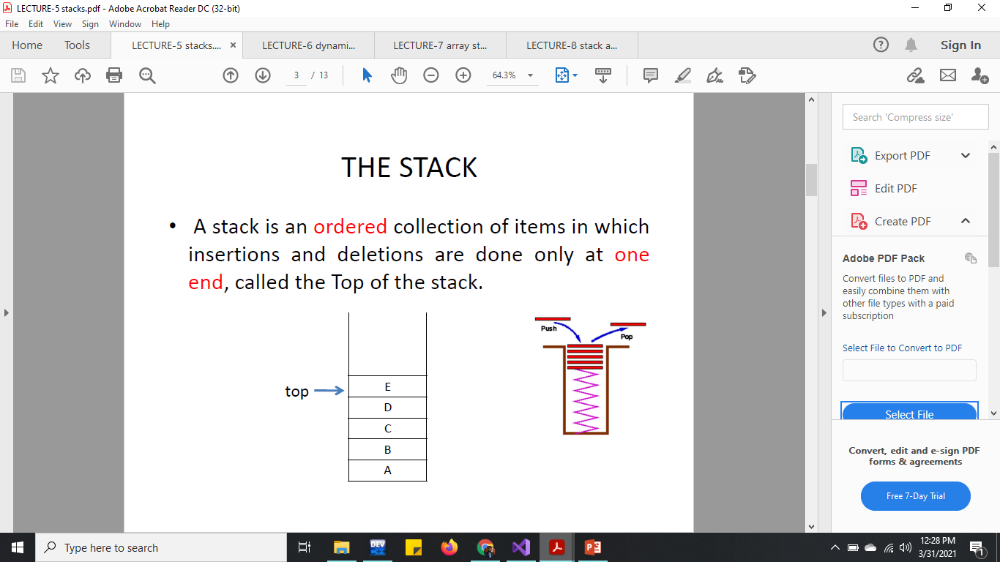 LECTURE-5 stacks.pdf - Adobe Acrobat Reader DC (32-bit)
File Edit View Sign Window Help
Home Tools LECTURE-5 stacks.... × LECTURE-6 dynami... LECTURE-7 array st... LECTURE-8 stack a... Sign In
3 / 13 64.3%
THE STACK
• A stack is an ordered collection of items in which
insertions and deletions are done only at one
end, called the Top of the stack.
top
E
D
C
B
A
Push
Pop
Search 'Compress size'
Export PDF
Edit PDF
Create PDF
Adobe PDF Pack
Convert files to PDF and
easily combine them with
other file types with a paid
subscription
Select File to Convert to PDF
Select File
Convert, edit and e-sign PDF
forms & agreements
Free 7-Day Trial
Type here to search
DEV
12:28 PM
3/31/2021
1